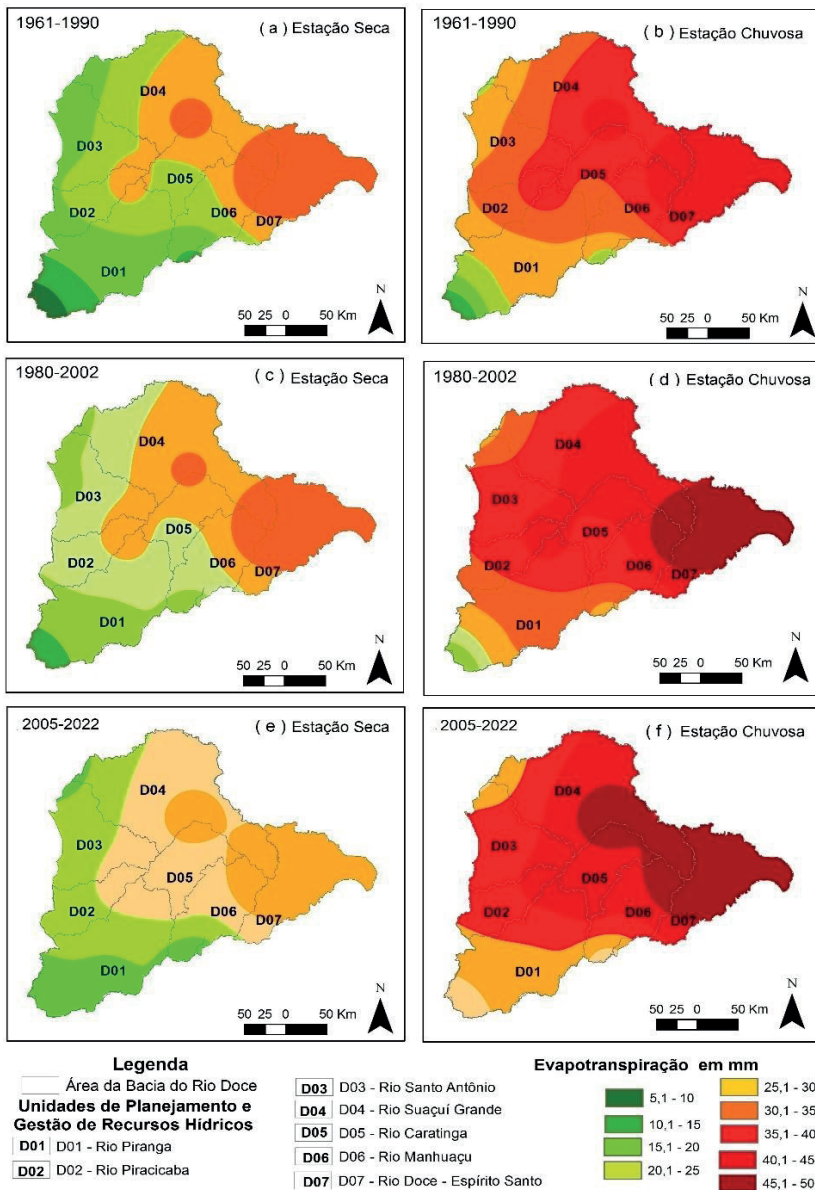 1961-1990
( a ) Estação Seca
D04
D03
D05
D02
D06
D07
D01
N
50 25 0 50 Km
1961-1990
( b ) Estação Chuvosa
D04
D03
D05
D02
D06
D07
D01
N
50 25 0 50 Km
1980-2002
( c ) Estação Seca
D04
D03
D05
D02
D06
D07
D01
N
50 25 0 50 Km
1980-2002
( d ) Estação Chuvosa
D04
D03
D05
D02
D06
D07
D01
N
50 25 0 50 Km
2005-2022
( e ) Estação Seca
D04
D03
D05
D02
D06
D07
D01
N
50 25 0 50 Km
2005-2022
( f ) Estação Chuvosa
D04
D03
D05
D02
D06
D07
D01
N
50 25 0 50 Km
Legenda
Área da Bacia do Rio Doce
Unidades de Planejamento e
Gestão de Recursos Hídricos
D01 D01 - Rio Piranga
D02 D02 - Rio Piracicaba
D03 D03 - Rio Santo Antônio
D04 D04 - Rio Suaçuí Grande
D05 D05 - Rio Caratinga
D06 D06 - Rio Manhuaçu
D07 D07 - Rio Doce - Espírito Santo
Evapotranspiração em mm
5,1 - 10
10,1 - 15
15,1 - 20
20,1 - 25
25,1 - 30
30,1 - 35
35,1 - 40
40,1 - 45
45,1 - 50